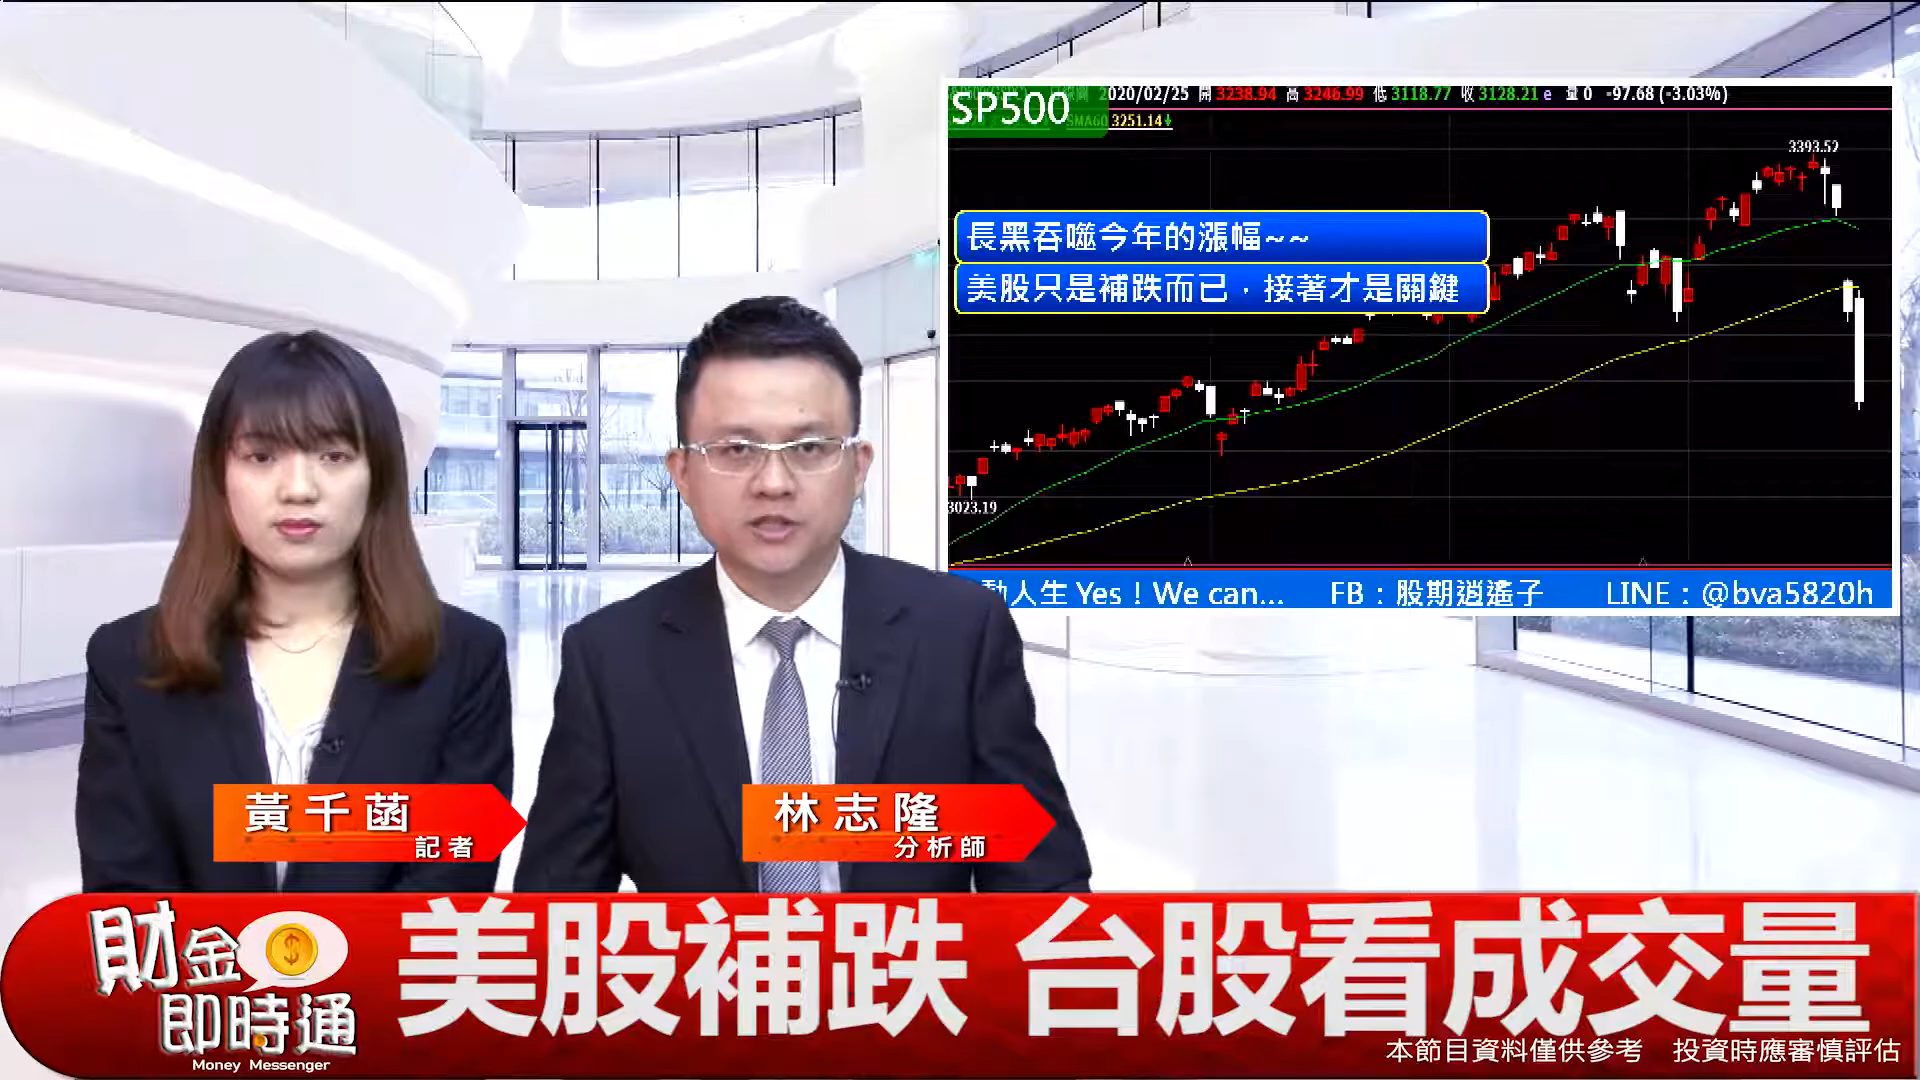 SP500
2020/02/25 開 3238.94 高 3246.99 低 3118.77 收 3128.21 e 量 0 -97.68 (-3.03%)
SMA60 3251.14↓
3393.52
長黑吞噬今年的漲幅~~
美股只是補跌而已，接著才是關鍵
3023.19
動人生 Yes！We can... FB：股期逍遙子 LINE：@bva5820h
黃千菡
記者
林志隆
分析師
財金
即時通
Money Messenger
美股補跌 台股看成交量
本節目資料僅供參考 投資時應審慎評估